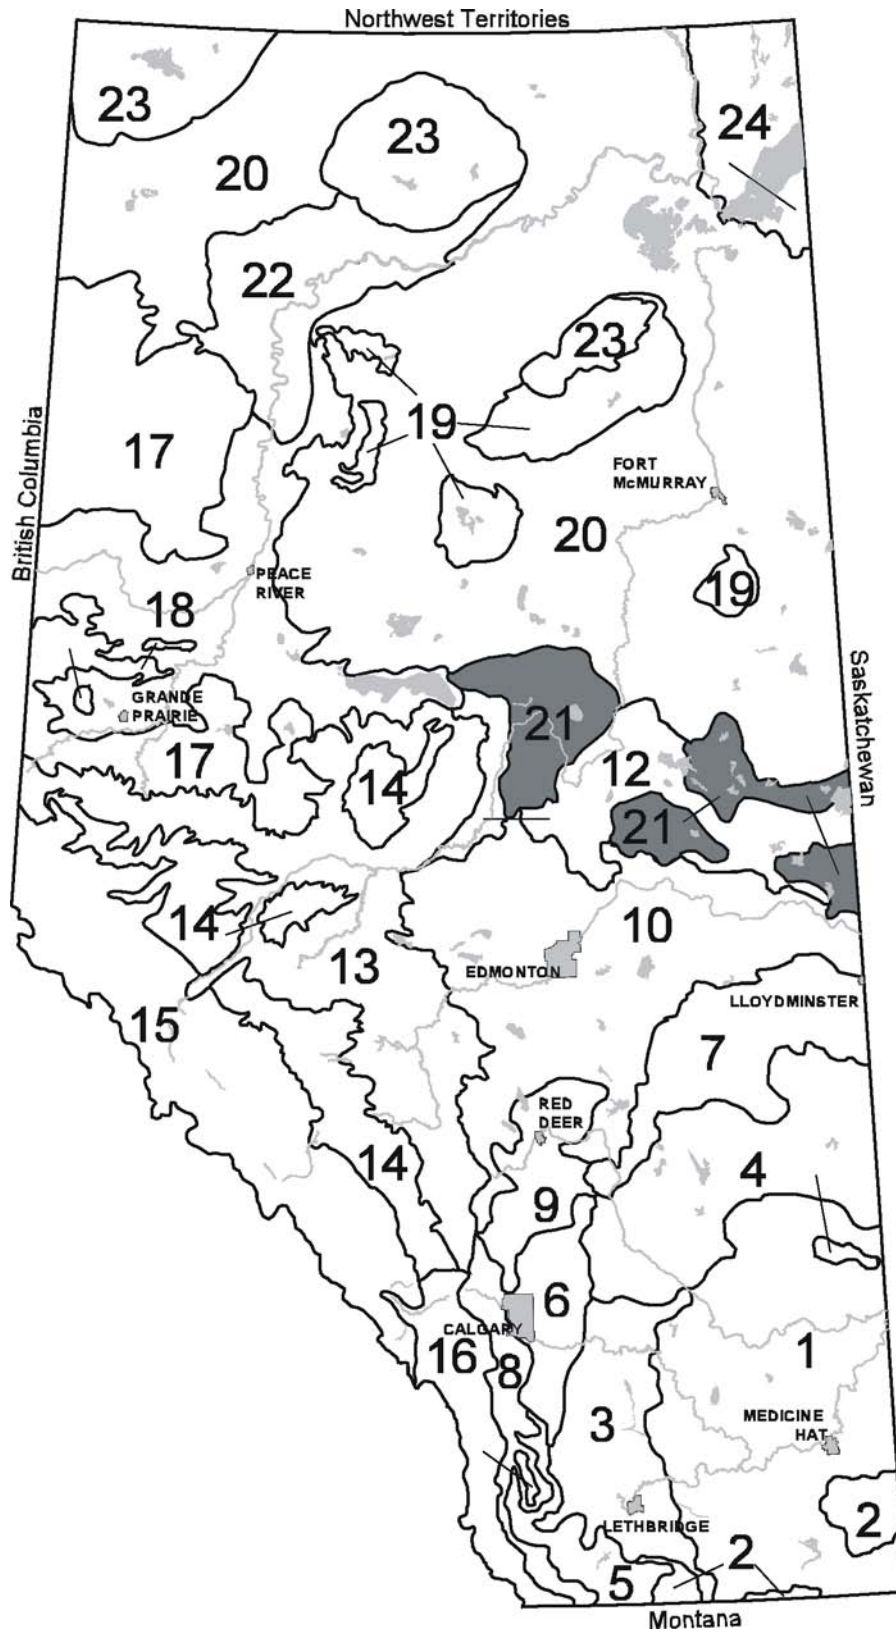 Northwest Territories
23
23
24
20
22
23
British Columbia
17
19
FORT
McMURRAY
20
PEACE
RIVER
19
18
Saskatchewan
GRANDE
PRAIRIE
21
17
12
14
21
14
10
13
EDMONTON
LLOYDMINSTER
15
7
RED
DEER
14
4
9
6
CALGARY
16
8
1
3
MEDICINE
HAT
2
LETHBRIDGE
2
5
Montana